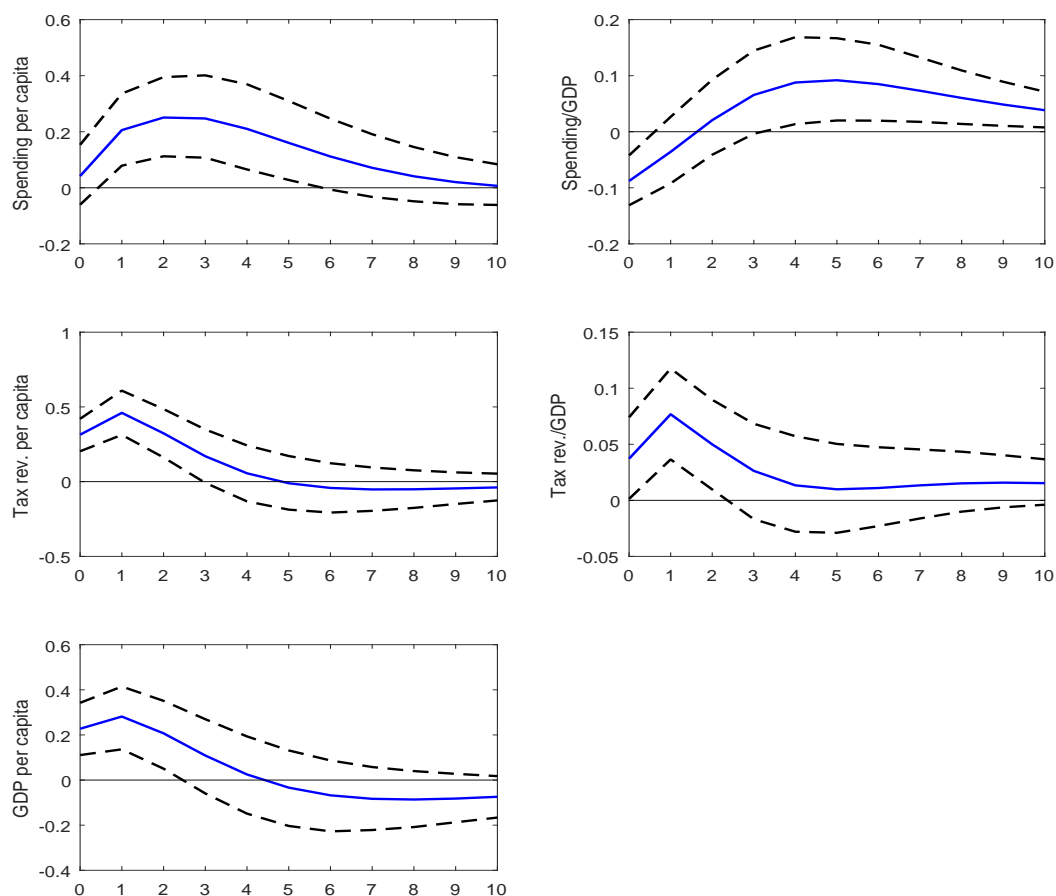 Spending per capita
0.6
0.4
0.2
0
-0.2
0 1 2 3 4 5 6 7 8 9 10
Spending/GDP
0.2
0.1
0
-0.1
-0.2
0 1 2 3 4 5 6 7 8 9 10
Tax rev. per capita
1
0.5
0
-0.5
0 1 2 3 4 5 6 7 8 9 10
Tax rev./GDP
0.15
0.1
0.05
0
-0.05
0 1 2 3 4 5 6 7 8 9 10
GDP per capita
0.6
0.4
0.2
0
-0.2
-0.4
0 1 2 3 4 5 6 7 8 9 10